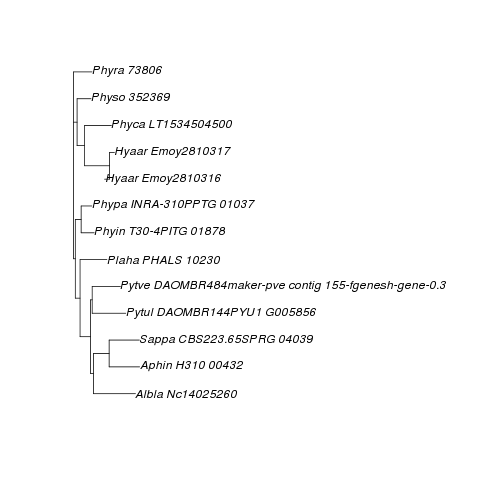 Phyra 73806
Physo 352369
Phyca LT1534504500
Hyaar Emoy2810317
Hyaar Emoy2810316
Phypa INRA-310PPTG 01037
Phyin T30-4PITG 01878
Plaha PHALS 10230
Pytve DAOMBR484maker-pve contig 155-fgenesh-gene-0.3
Pytul DAOMBR144PYU1 G005856
Sappa CBS223.65SPRG 04039
Aphin H310 00432
Albla Nc14025260